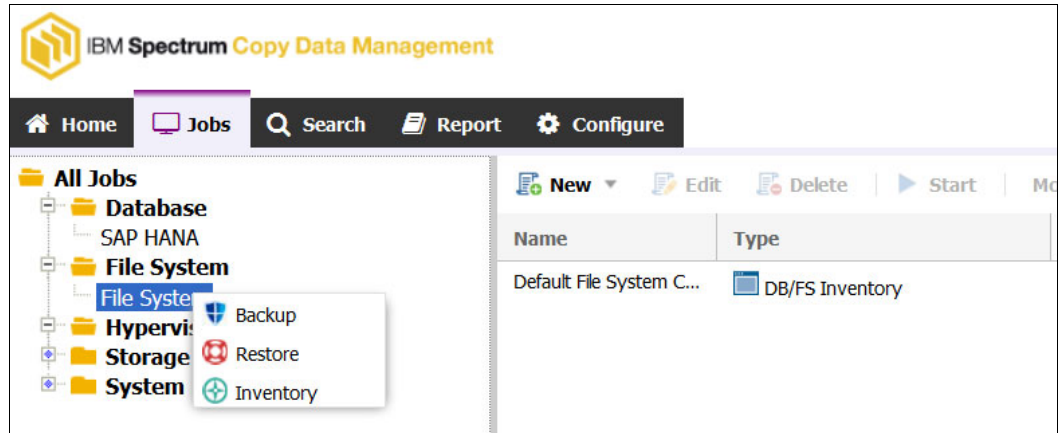 IBM Spectrum Copy Data Management
Home Jobs Search Report Configure
All Jobs
Database
SAP HANA
File System
File System
Hypervis
Storage
System
Backup
Restore
Inventory
New Edit Delete Start
Name Type
Default File System C... DB/FS Inventory